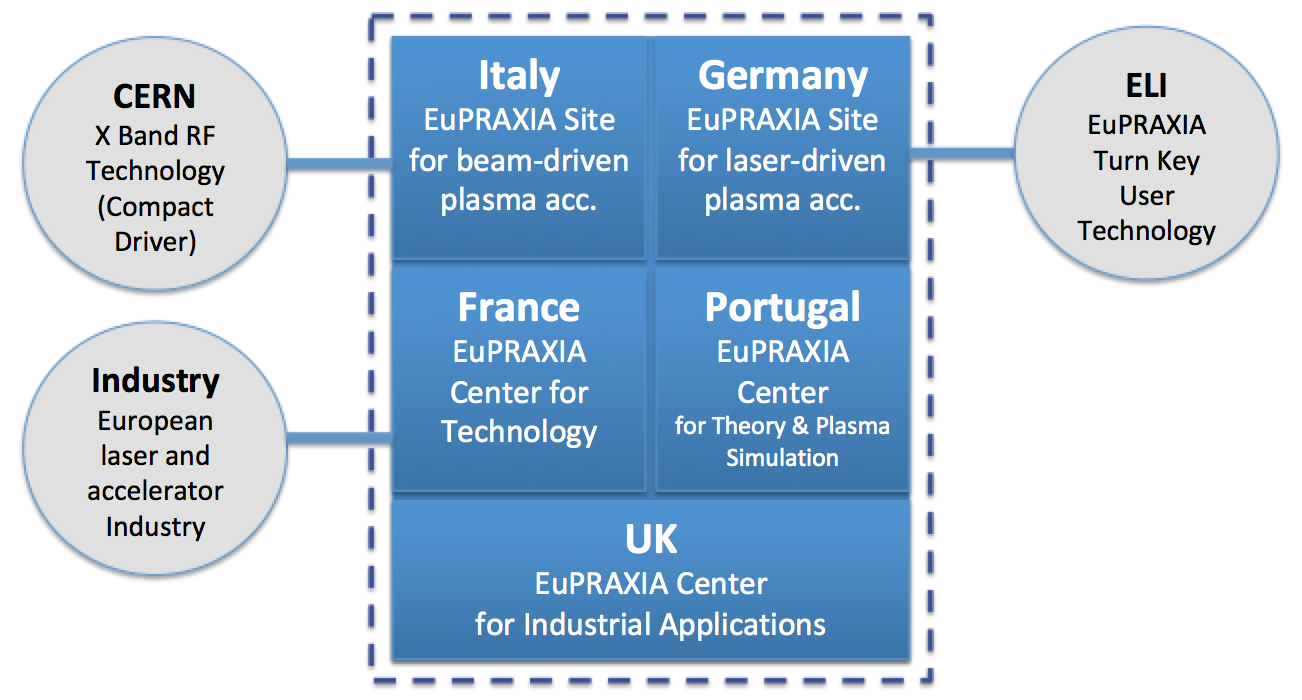 CERN
X Band RF
Technology
(Compact
Driver)
Industry
European
laser and
accelerator
Industry
Italy
EuPRAXIA Site
for beam-driven
plasma acc.
Germany
EuPRAXIA Site
for laser-driven
plasma acc.
France
EuPRAXIA
Center for
Technology
Portugal
EuPRAXIA
Center
for Theory & Plasma
Simulation
UK
EuPRAXIA Center
for Industrial Applications
ELI
EuPRAXIA
Turn Key
User
Technology